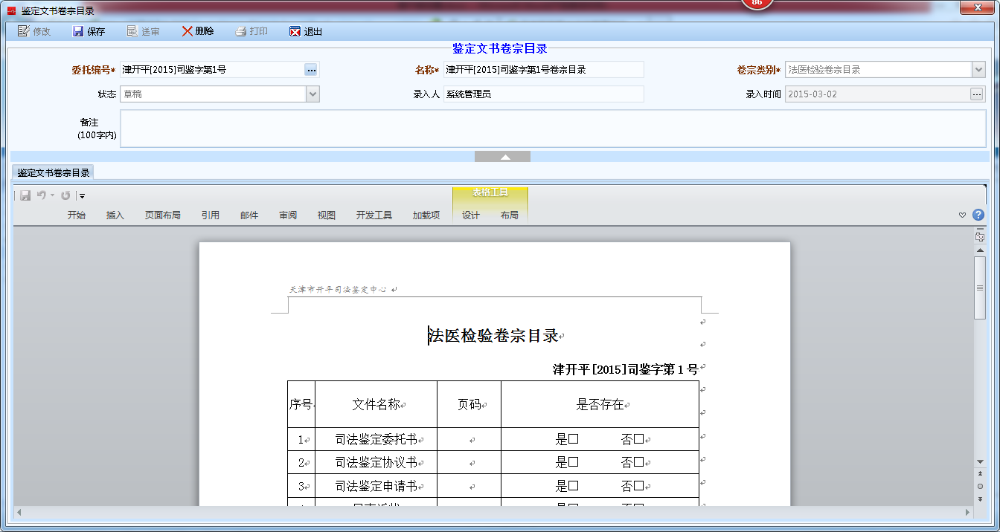 鉴定文书卷宗目录
86
修改 保存 送审 删除 打印 退出
鉴定文书卷宗目录
委托编号* 津开平[2015]司鉴字第1号 ... 名称* 津开平[2015]司鉴字第1号卷宗目录 卷宗类别* 法医检验卷宗目录
状态 草稿 录入人 系统管理员 录入时间 2015-03-02 ...
备注
(100字内)
鉴定文书卷宗目录
表格工具
开始 插入 页面布局 引用 邮件 审阅 视图 开发工具 加载项 设计 布局
天津市开平司法鉴定中心
法医检验卷宗目录
津开平[2015]司鉴字第 1 号
序号 文件名称 页码 是否存在
1 司法鉴定委托书 是□ 否□
2 司法鉴定协议书 是□ 否□
3 司法鉴定申请书 是□ 否□